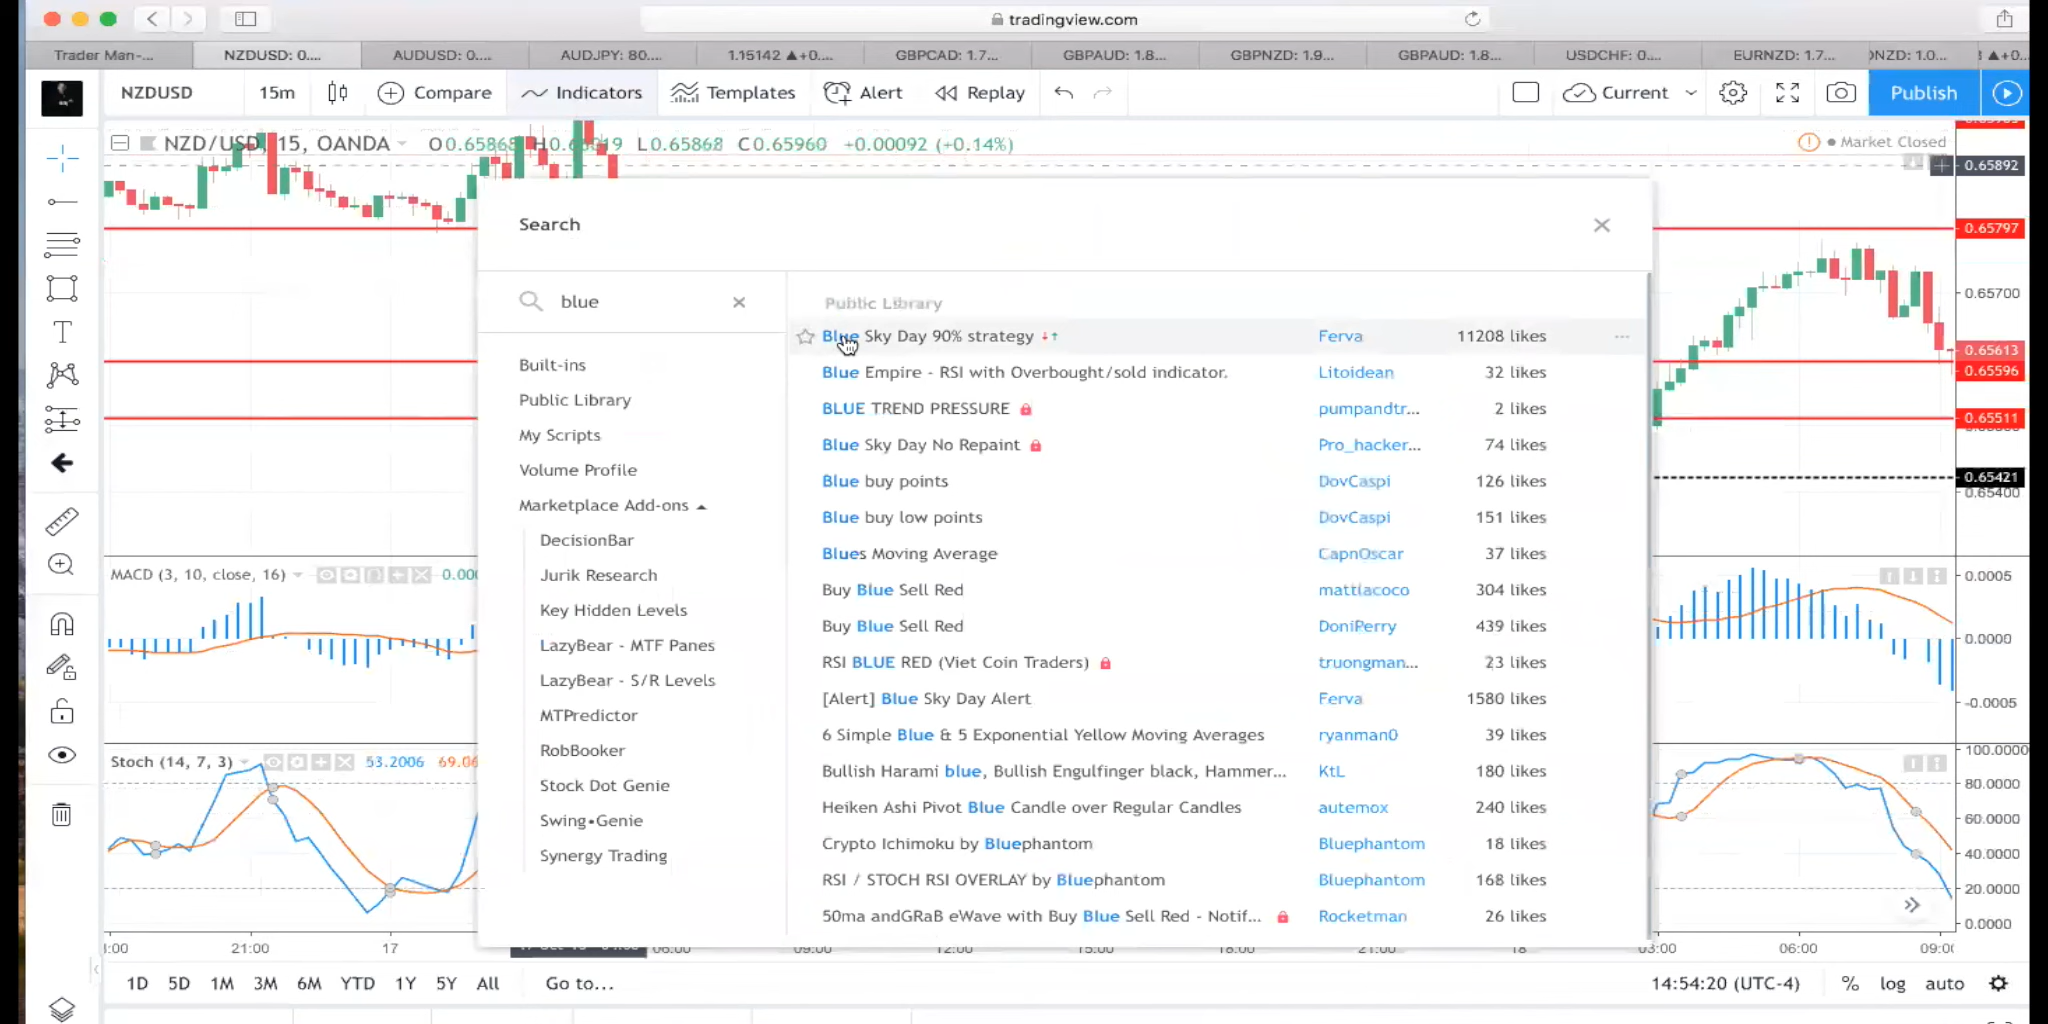 tradingview.com
Trader Man-...
NZDUSD: 0....
AUDUSD: 0....
AUDJPY: 80....
1.15142 ▲+0....
GBPCAD: 1.7...
GBPAUD: 1.8...
GBPNZD: 1.9...
GBPAUD: 1.8...
USDCHF: 0....
EURNZD: 1.7...
NZD: 1.0...
▲+0...
NZDUSD
15m
Compare
Indicators
Templates
Alert
Replay
Current
Publish
NZD/USD, 15, OANDA
O0.65868
L0.65868
C0.65960
+0.00092 (+0.14%)
Market Closed
0.65892
0.65797
0.65700
0.65613
0.65596
0.65511
0.65421
0.65400
Search
blue
Built-ins
Public Library
My Scripts
Volume Profile
Marketplace Add-ons
DecisionBar
Jurik Research
Key Hidden Levels
LazyBear - MTF Panes
LazyBear - S/R Levels
MTPredictor
RobBooker
Stock Dot Genie
Swing•Genie
Synergy Trading
Public Library
Blue Sky Day 90% strategy ↓↑ Ferva 11208 likes
Blue Empire - RSI with Overbought/sold indicator. Litoidean 32 likes
BLUE TREND PRESSURE pumpandtr... 2 likes
Blue Sky Day No Repaint Pro_hacker... 74 likes
Blue buy points DovCaspi 126 likes
Blue buy low points DovCaspi 151 likes
Blues Moving Average CapnOscar 37 likes
Buy Blue Sell Red mattiacoco 304 likes
Buy Blue Sell Red DoniPerry 439 likes
RSI BLUE RED (Viet Coin Traders) truongman... 23 likes
[Alert] Blue Sky Day Alert Ferva 1580 likes
6 Simple Blue & 5 Exponential Yellow Moving Averages ryanman0 39 likes
Bullish Harami blue, Bullish Engulfinger black, Hammer... KtL 180 likes
Heiken Ashi Pivot Blue Candle over Regular Candles autemox 240 likes
Crypto Ichimoku by Bluephantom Bluephantom 18 likes
RSI / STOCH RSI OVERLAY by Bluephantom Bluephantom 168 likes
50ma andGRaB eWave with Buy Blue Sell Red - Notif... Rocketman 26 likes
MACD (3, 10, close, 16)
0.000
0.0005
0.0000
-0.0005
Stoch (14, 7, 3)
53.2006
69.06
100.0000
80.0000
60.0000
40.0000
20.0000
0.0000
:00
21:00
17
06:00
09:00
12:00
15:00
18:00
21:00
18
03:00
06:00
09:00
1D 5D 1M 3M 6M YTD 1Y 5Y All
Go to...
14:54:20 (UTC-4)
%
log
auto